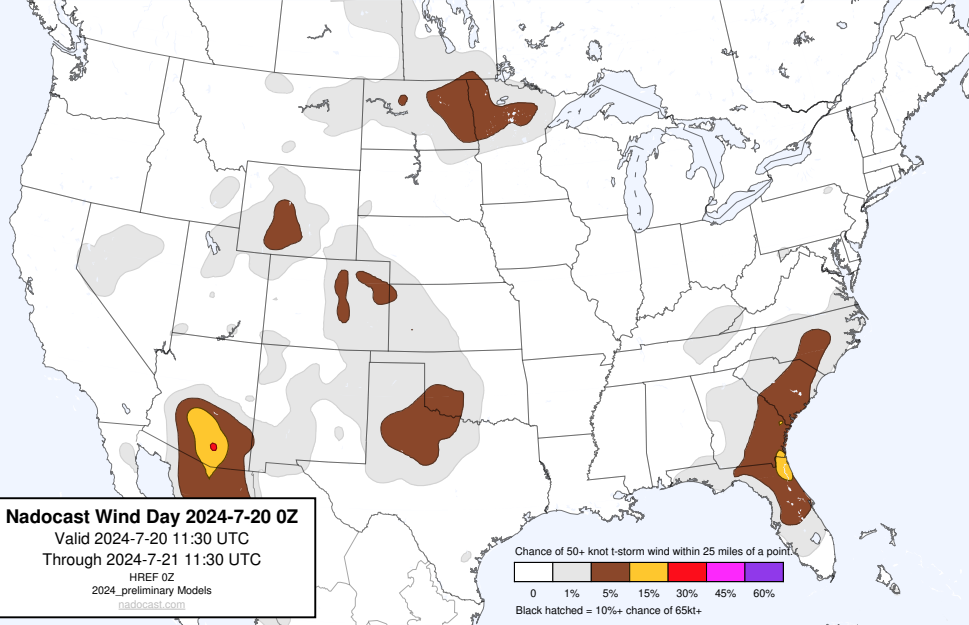 Nadocast Wind Day 2024-7-20 0Z
Valid 2024-7-20 11:30 UTC
Through 2024-7-21 11:30 UTC
HREF 0Z
2024_preliminary Models
nadocast.com
Chance of 50+ knot t-storm wind within 25 miles of a point.
0 1% 5% 15% 30% 45% 60%
Black hatched = 10%+ chance of 65kt+